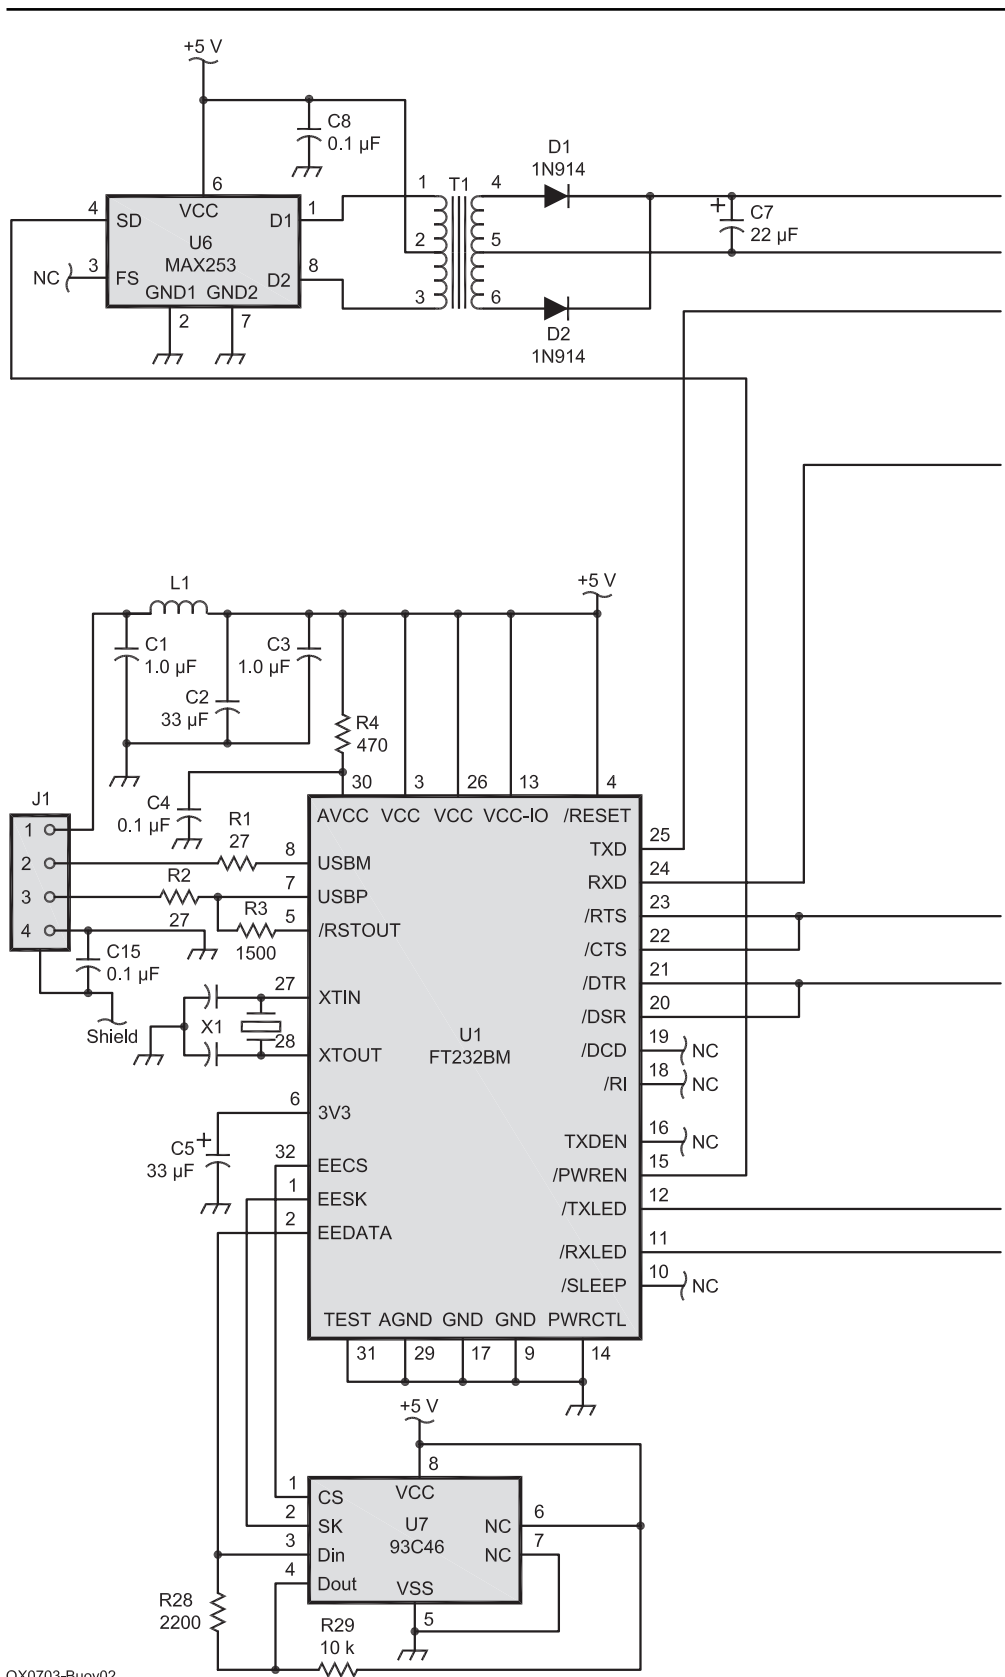 +5 V
C8
0.1 µF
D1
1N914
6
VCC
4
SD
D1
1
U6
MAX253
NC
3
FS
D2
8
GND1
GND2
2
7
1
T1
4
2
5
3
6
+
C7
22 µF
D2
1N914
L1
+5 V
C1
1.0 µF
C3
1.0 µF
C2
33 µF
R4
470
C4
0.1 µF
30
3
26
13
4
J1
AVCC
VCC
VCC
VCC-IO
/RESET
1
R1
27
25
TXD
2
8
USBM
24
RXD
3
R2
27
7
USBP
23
/RTS
4
R3
1500
5
/RSTOUT
22
/CTS
C15
0.1 µF
21
/DTR
Shield
X1
27
XTIN
20
/DSR
28
XTOUT
U1
FT232BM
19
/DCD
NC
18
/RI
NC
6
3V3
C5
+
33 µF
16
TXDEN
NC
32
EECS
15
/PWREN
1
EESK
12
/TXLED
2
EEDATA
11
/RXLED
10
/SLEEP
NC
TEST
AGND
GND
GND
PWRCTL
31
29
17
9
14
+5 V
8
VCC
1
CS
2
SK
U7
93C46
NC
6
3
Din
NC
7
4
Dout
VSS
5
R28
2200
R29
10 k
QX0703-Buoy02